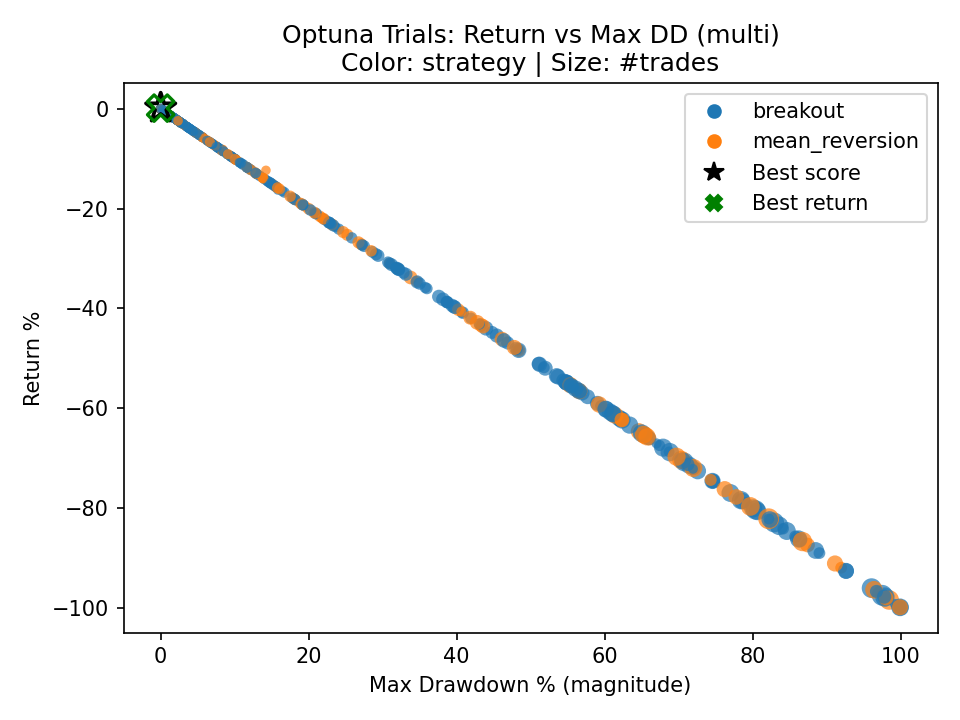 Optuna Trials: Return vs Max DD (multi)
Color: strategy | Size: #trades
breakout
mean_reversion
Best score
Best return
Return %
0
−20
−40
−60
−80
−100
0
20
40
60
80
100
Max Drawdown % (magnitude)